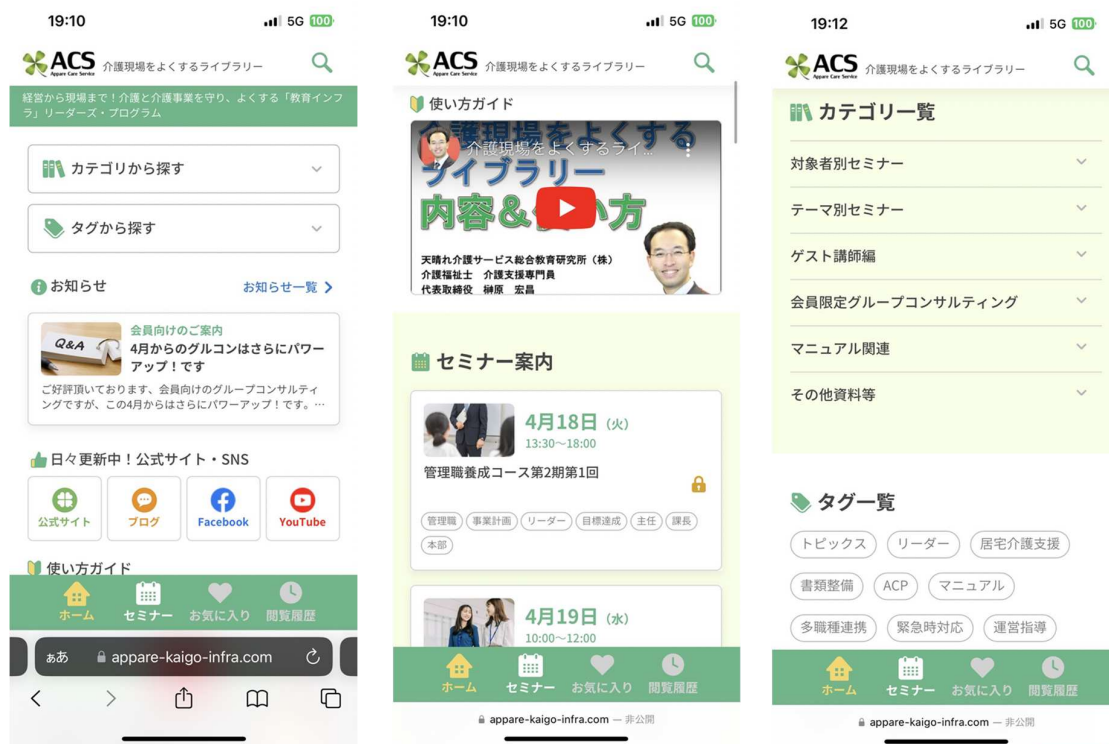 19:10
5G 100
ACS
Appare Care Service
介護現場をよくするライブラリー
経営から現場まで！介護と介護事業を守り、よくする「教育インフ
ラ」リーダーズ・プログラム
カテゴリから探す
タグから探す
お知らせ
お知らせ一覧
Q&A
会員向けのご案内
4月からのグルコンはさらにパワー
アップ！です
ご好評頂いております、会員向けのグループコンサルティ
ングですが、この4月からはさらにパワーアップ！です。…
日々更新中！公式サイト・SNS
公式サイト
ブログ
Facebook
YouTube
使い方ガイド
ホーム
セミナー
お気に入り
閲覧履歴
ぁあ
appare-kaigo-infra.com
19:10
5G 100
ACS
Appare Care Service
介護現場をよくするライブラリー
使い方ガイド
介護現場をよくするライ...
介護現場をよくする
ライブラリー
内容&使い方
天晴れ介護サービス総合教育研究所（株）
介護福祉士 介護支援専門員
代表取締役 榊原 宏昌
セミナー案内
4月18日（火）
13:30〜18:00
管理職養成コース第2期第1回
管理職
事業計画
リーダー
目標達成
主任
課長
本部
4月19日（水）
10:00〜12:00
ホーム
セミナー
お気に入り
閲覧履歴
appare-kaigo-infra.com — 非公開
19:12
5G 100
ACS
Appare Care Service
介護現場をよくするライブラリー
カテゴリ一覧
対象者別セミナー
テーマ別セミナー
ゲスト講師編
会員限定グループコンサルティング
マニュアル関連
その他資料等
タグ一覧
トピックス
リーダー
居宅介護支援
書類整備
ACP
マニュアル
多職種連携
緊急時対応
運営指導
ホーム
セミナー
お気に入り
閲覧履歴
appare-kaigo-infra.com — 非公開